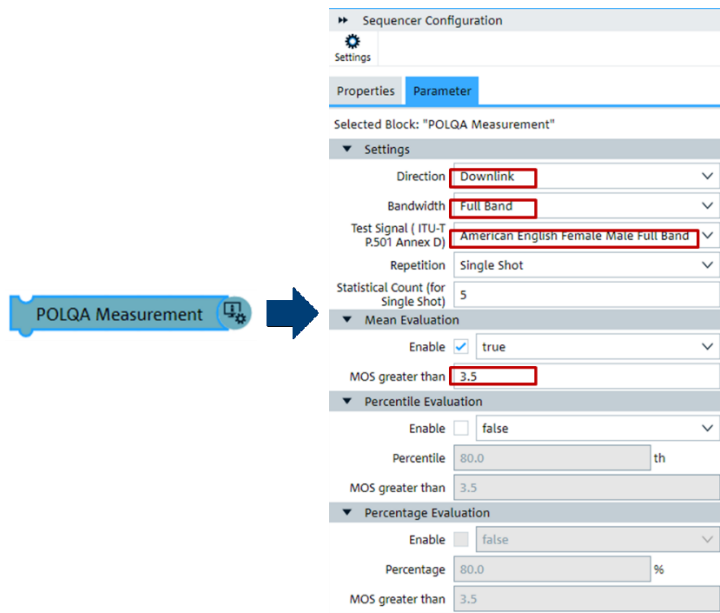 Sequencer Configuration
Settings
Properties Parameter
Selected Block: "POLQA Measurement"
Settings
Direction Downlink
Bandwidth Full Band
Test Signal ( ITU-T
P.501 Annex D) American English Female Male Full Band
Repetition Single Shot
Statistical Count (for
Single Shot) 5
POLQA Measurement
Mean Evaluation
Enable true
MOS greater than 3.5
Percentile Evaluation
Enable false
Percentile 80.0 th
MOS greater than 3.5
Percentage Evaluation
Enable false
Percentage 80.0 %
MOS greater than 3.5